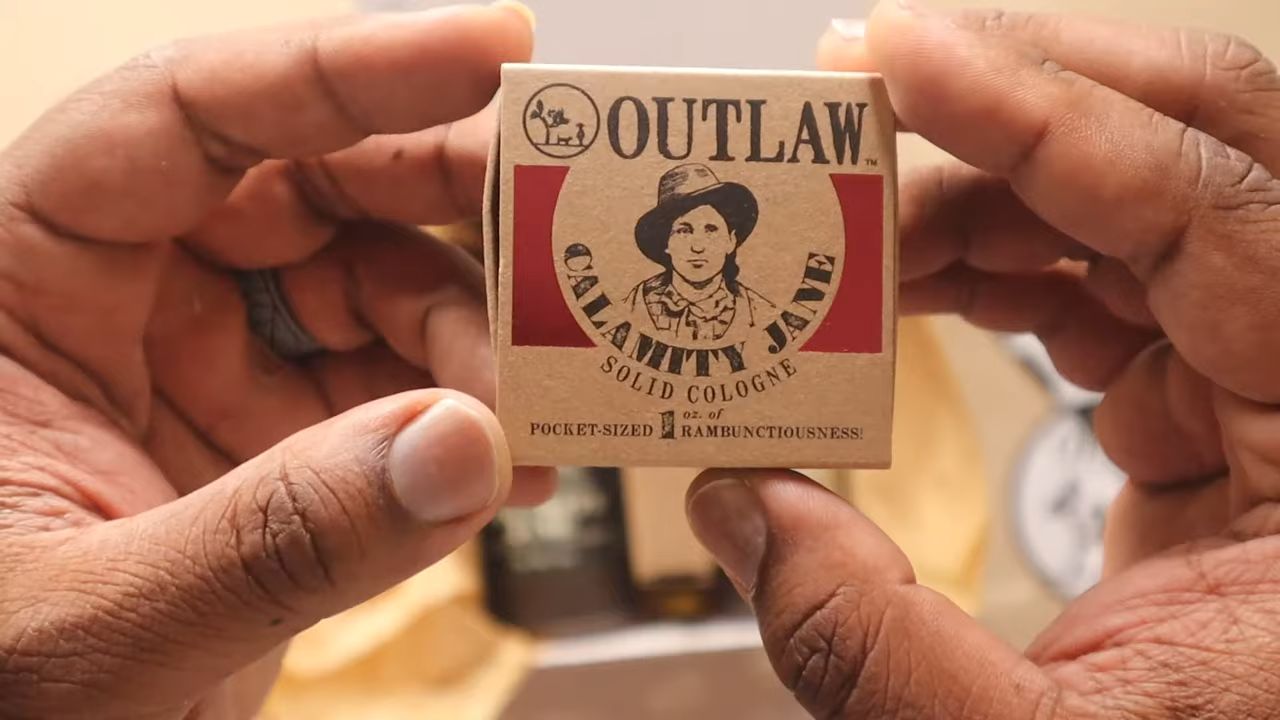 OUTLAW™
CALAMITY JANE
SOLID COLOGNE
POCKET-SIZED 1 oz. of RAMBUNCTIOUSNESS!